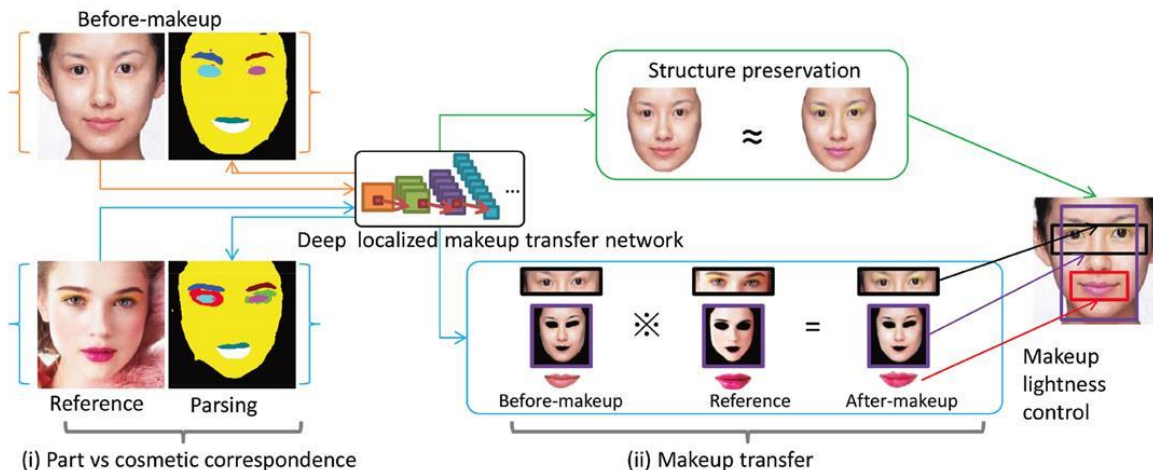 Before-makeup
Structure preservation
≈
...
Deep localized makeup transfer network
※
=
Before-makeup
Reference
After-makeup
Makeup
lightness
control
Reference
Parsing
(i) Part vs cosmetic correspondence
(ii) Makeup transfer